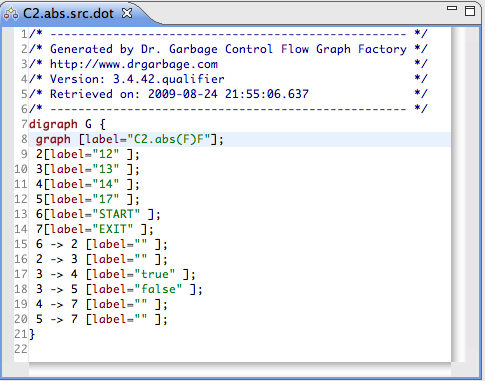 C2.abs.src.dot
1/* ------------------------------------------------- */
2/* Generated by Dr. Garbage Control Flow Graph Factory */
3/* http://www.drgarbage.com */
4/* Version: 3.4.42.qualifier */
5/* Retrieved on: 2009-08-24 21:55:06.637 */
6/* ------------------------------------------------- */
7digraph G {
8 graph [label="C2.abs(F)F"];
9 2[label="12" ];
10 3[label="13" ];
11 4[label="14" ];
12 5[label="17" ];
13 6[label="START" ];
14 7[label="EXIT" ];
15 6 -> 2 [label="" ];
16 2 -> 3 [label="" ];
17 3 -> 4 [label="true" ];
18 3 -> 5 [label="false" ];
19 4 -> 7 [label="" ];
20 5 -> 7 [label="" ];
21}
22